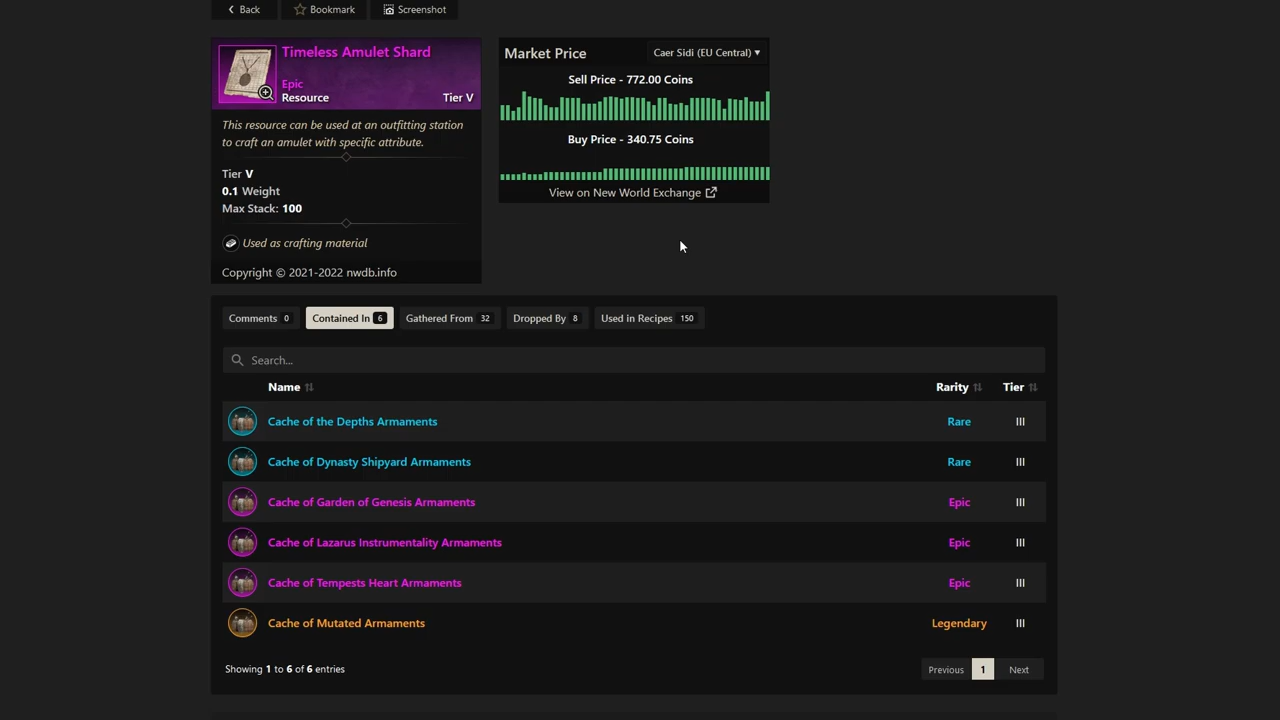 Back
Bookmark
Screenshot
Timeless Amulet Shard
Epic
Resource
Tier V
This resource can be used at an outfitting station
to craft an amulet with specific attribute.
Tier V
0.1 Weight
Max Stack: 100
Used as crafting material
Copyright © 2021-2022 nwdb.info
Market Price
Caer Sidi (EU Central)
Sell Price - 772.00 Coins
Buy Price - 340.75 Coins
View on New World Exchange
Comments 0
Contained In 6
Gathered From 32
Dropped By 8
Used in Recipes 150
Search...
Name Rarity Tier
Cache of the Depths Armaments Rare III
Cache of Dynasty Shipyard Armaments Rare III
Cache of Garden of Genesis Armaments Epic III
Cache of Lazarus Instrumentality Armaments Epic III
Cache of Tempests Heart Armaments Epic III
Cache of Mutated Armaments Legendary III
Showing 1 to 6 of 6 entries
Previous 1 Next